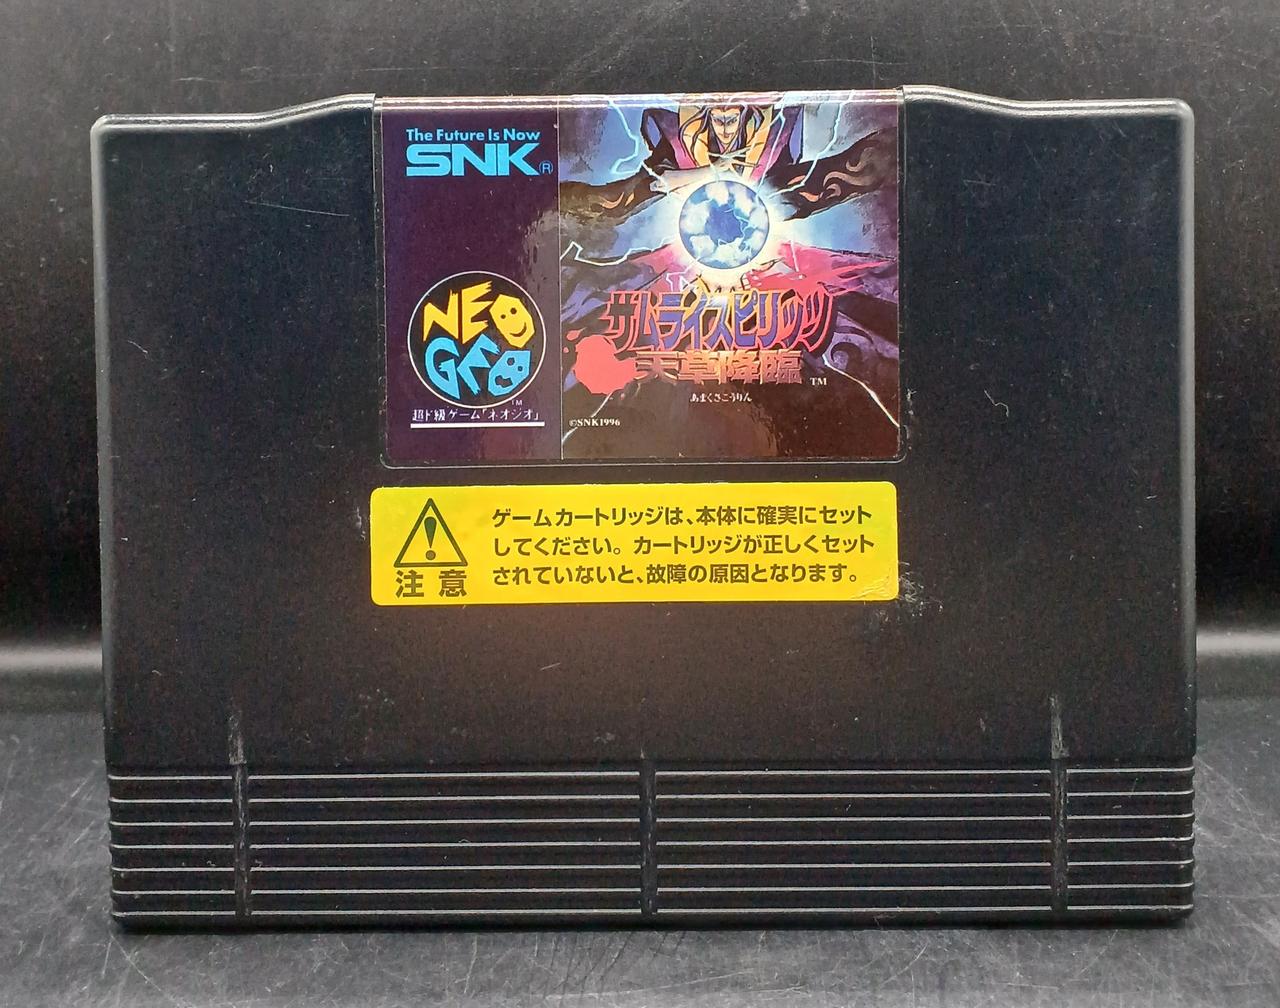 The Future Is Now
SNK®
NEO
GEO
TM
超ド級ゲーム「ネオジオ」
サムライスピリッツ
天草降臨 TM
あまくさこうりん
©SNK1996
ゲームカートリッジは、本体に確実にセット
してください。カートリッジが正しくセット
されていないと、故障の原因となります。
注意